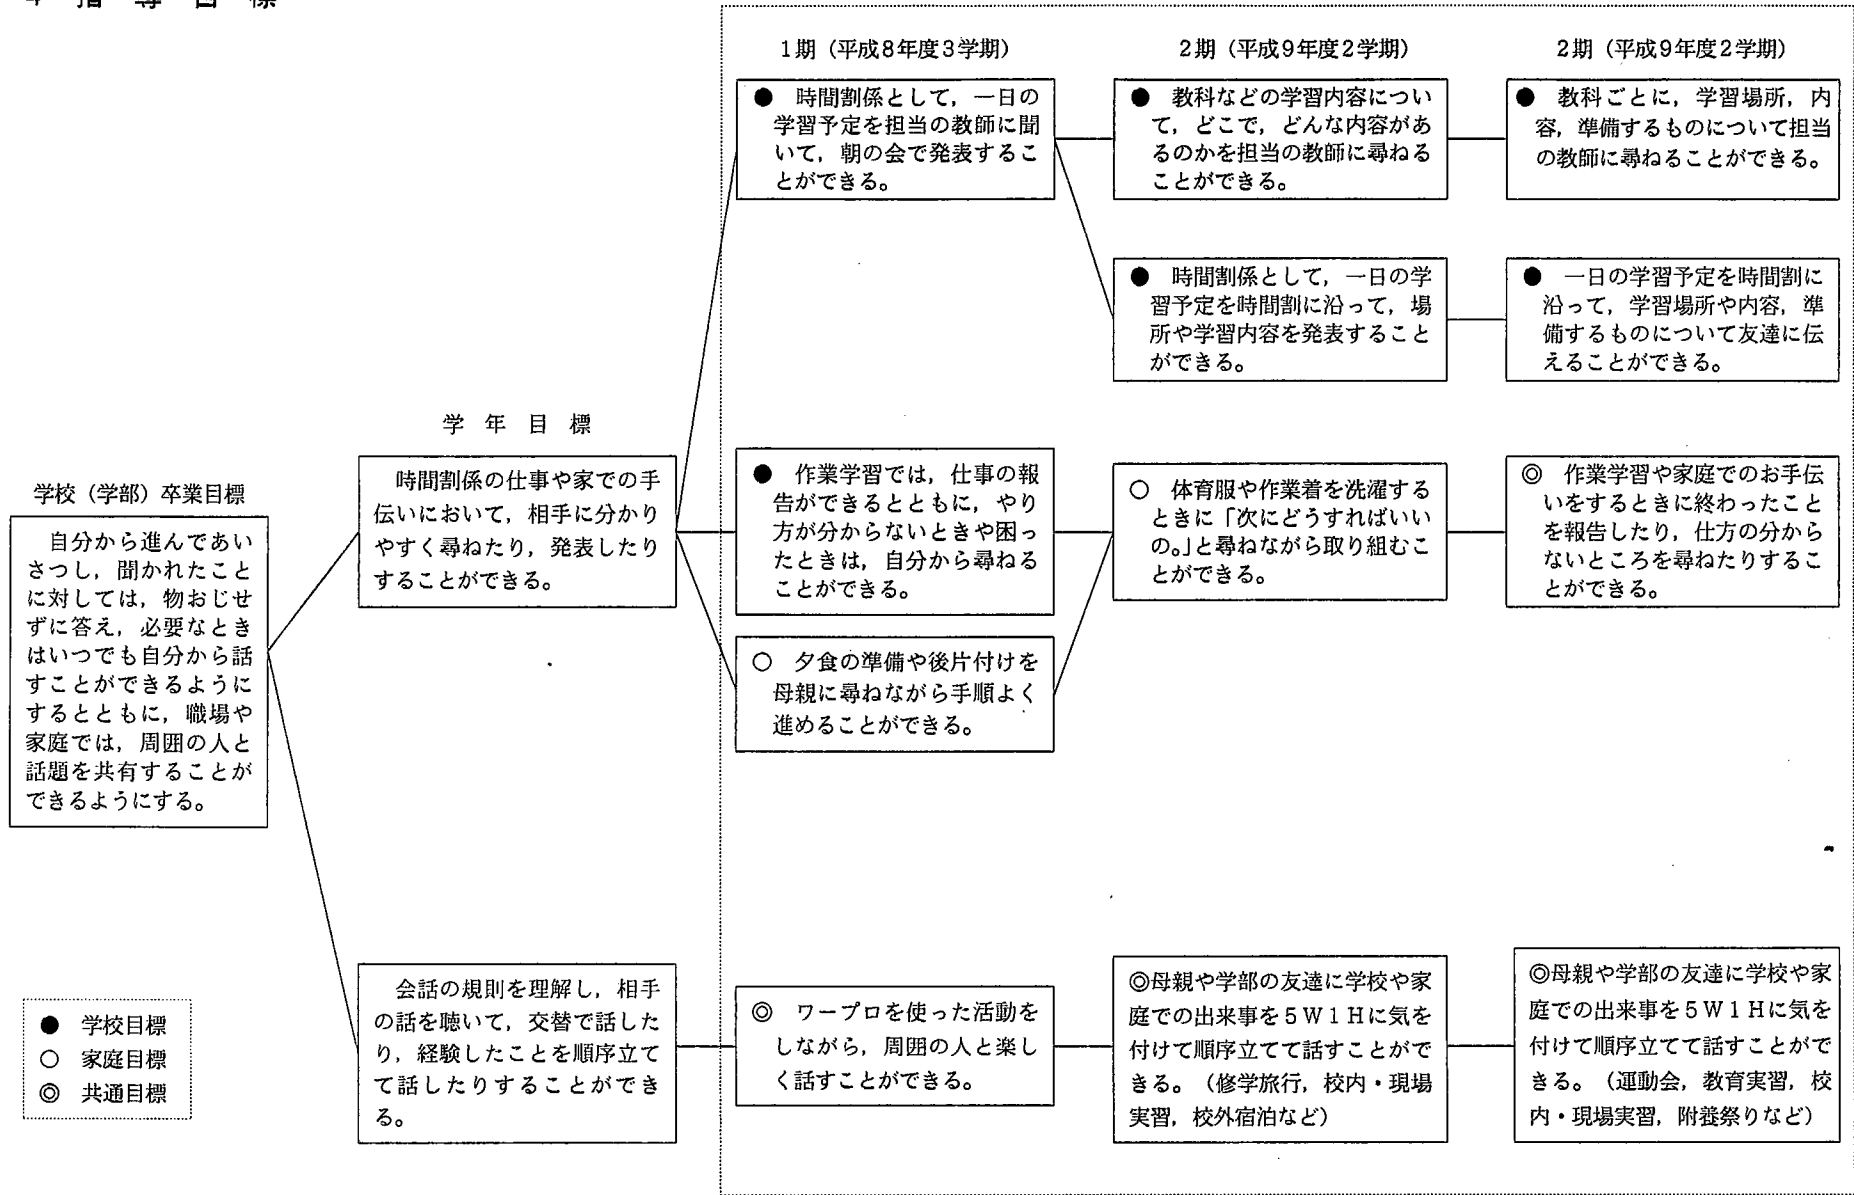 4 指 導 目 標
学校（学部）卒業目標
自分から進んであい
さつし，聞かれたこと
に対しては，物おじせ
ずに答え，必要なとき
はいつでも自分から話
すことができるように
するとともに，職場や
家庭では，周囲の人と
話題を共有することが
できるようにする。
学 年 目 標
時間割係の仕事や家での手
伝いにおいて，相手に分かり
やすく尋ねたり，発表したり
することができる。
会話の規則を理解し，相手
の話を聴いて，交替で話した
り，経験したことを順序立て
て話したりすることができ
る。
1期（平成8年度3学期）
● 時間割係として，一日の
学習予定を担当の教師に聞
いて，朝の会で発表するこ
とができる。
● 作業学習では，仕事の報
告ができるとともに，やり
方が分からないときや困っ
たときは，自分から尋ねる
ことができる。
○ 夕食の準備や後片付けを
母親に尋ねながら手順よく
進めることができる。
◎ ワープロを使った活動を
しながら，周囲の人と楽し
く話すことができる。
2期（平成9年度2学期）
● 教科などの学習内容につい
て，どこで，どんな内容があ
るのかを担当の教師に尋ねる
ことができる。
● 時間割係として，一日の学
習予定を時間割に沿って，場
所や学習内容を発表すること
ができる。
○ 体育服や作業着を洗濯する
ときに「次にどうすればいい
の。」と尋ねながら取り組むこ
とができる。
◎母親や学部の友達に学校や家
庭での出来事を5W1Hに気を
付けて順序立てて話すことがで
きる。（修学旅行，校内・現場
実習，校外宿泊など）
2期（平成9年度2学期）
● 教科ごとに，学習場所，内
容，準備するものについて担当
の教師に尋ねることができる。
● 一日の学習予定を時間割に
沿って，学習場所や内容，準
備するものについて友達に伝
えることができる。
◎ 作業学習や家庭でのお手伝
いをするときに終わったこと
を報告したり，仕方の分から
ないところを尋ねたりするこ
とができる。
◎母親や学部の友達に学校や家
庭での出来事を5W1Hに気を
付けて順序立てて話すことがで
きる。（運動会，教育実習，校
内・現場実習，附養祭りなど）
● 学校目標
○ 家庭目標
◎ 共通目標